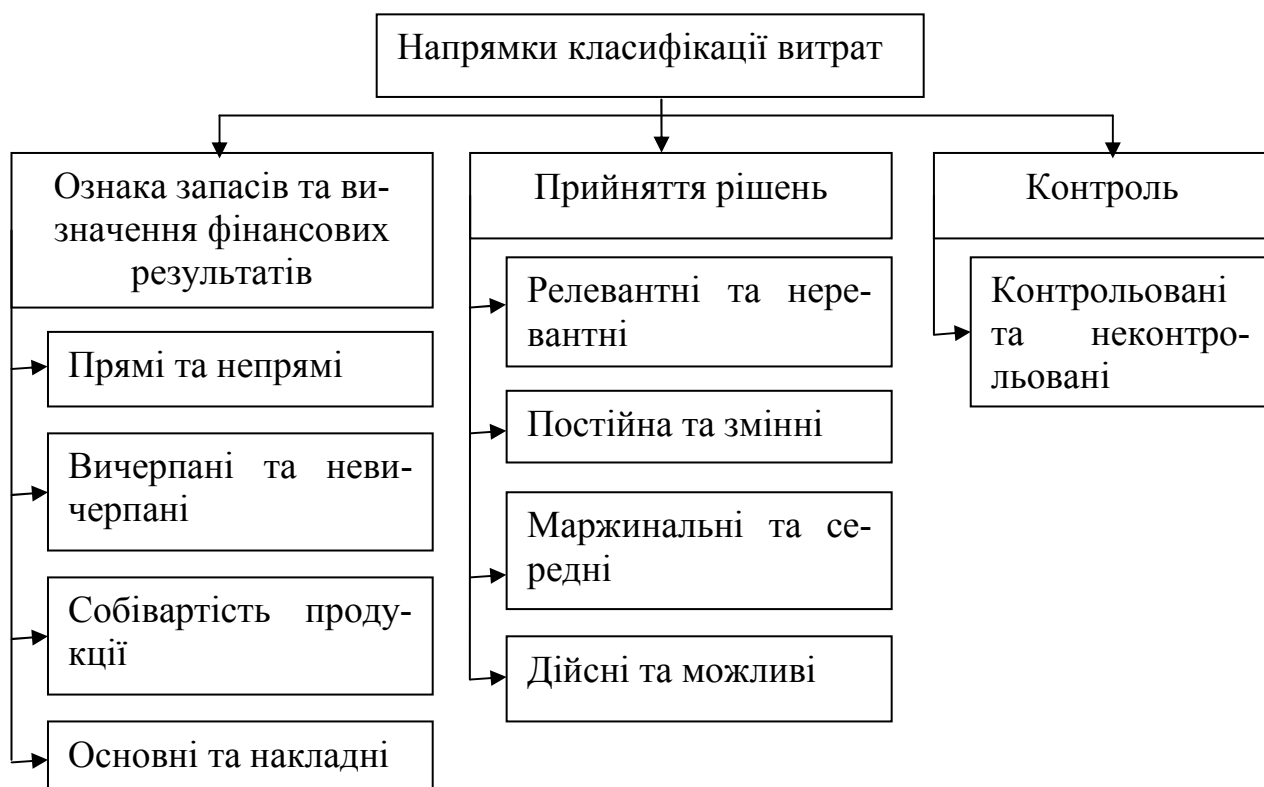 Напрямки класифікації витрат
Ознака запасів та ви-
значення фінансових
результатів
Прямі та непрямі
Вичерпані та неви-
черпані
Собівартість проду-
кції
Основні та накладні
Прийняття рішень
Релевантні та нере-
вантні
Постійна та змінні
Маржинальні та се-
редні
Дійсні та можливі
Контроль
Контрольовані
та неконтро-
льовані